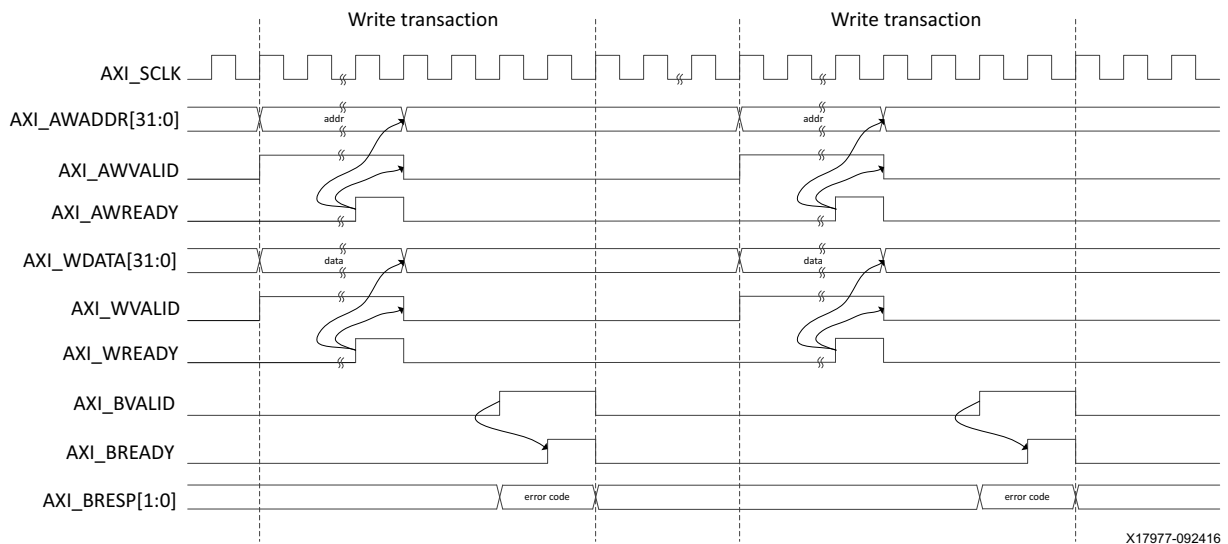 Write transaction Write transaction
AXI_SCLK
AXI_AWADDR[31:0] addr addr
AXI_AWVALID
AXI_AWREADY
AXI_WDATA[31:0] data data
AXI_WVALID
AXI_WREADY
AXI_BVALID
AXI_BREADY
AXI_BRESP[1:0] error code error code
X17977-092416